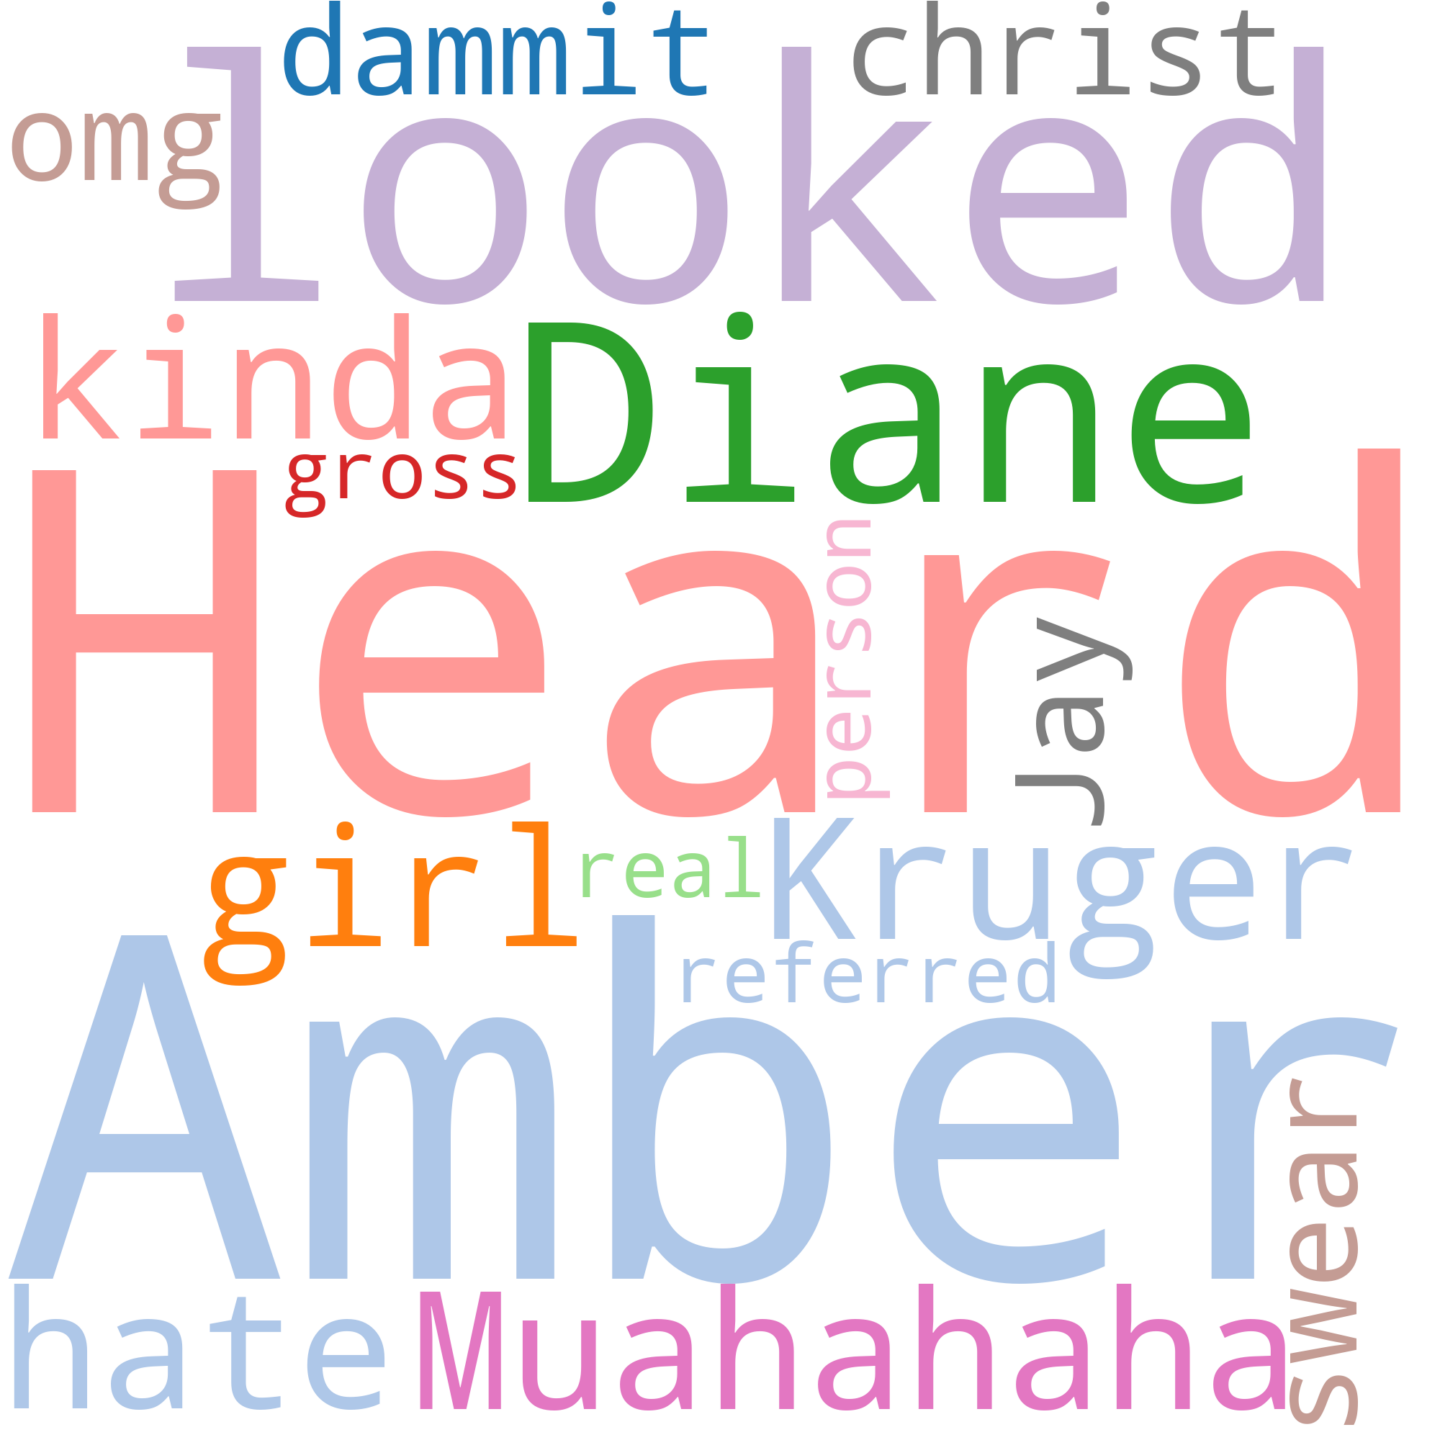 dammit christ
omg looked
kinda Diane
gross
Heard
person
Jay
girl real Kruger
referred
Amber
swear
hate Muahahaha